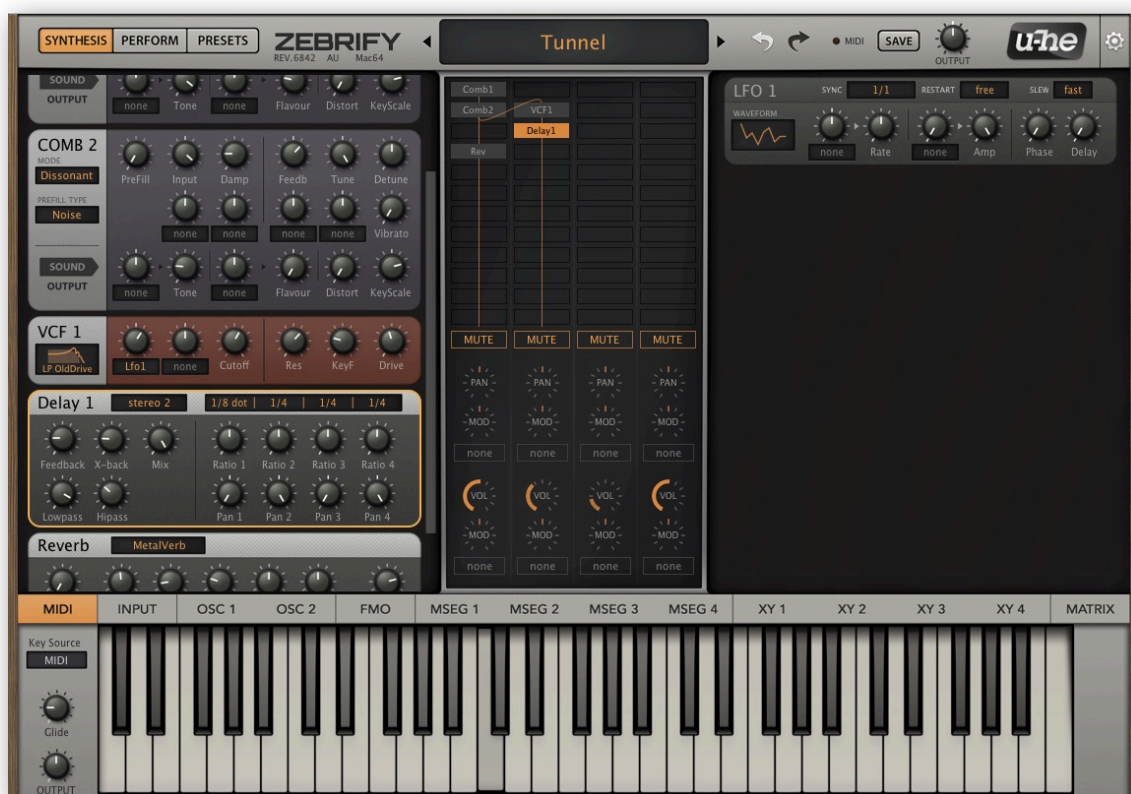 SYNTHESIS PERFORM PRESETS ZEBRIFY Tunnel MIDI SAVE OUTPUT u-he
REV.6842 AU Mac64
SOUND
OUTPUT
none Tone none Flavour Distort KeyScale
COMB 2
MODE
Dissonant
PREFILL TYPE
Noise
SOUND
OUTPUT
PreFill Input Damp Feedb Tune Detune
none none none none Vibrato
none Tone none Flavour Distort KeyScale
VCF 1
LP OldDrive
Lfo1 none Cutoff Res KeyF Drive
Delay 1 stereo 2 1/8 dot | 1/4 | 1/4 | 1/4
Feedback X-back Mix Ratio 1 Ratio 2 Ratio 3 Ratio 4
Lowpass Hipass Pan 1 Pan 2 Pan 3 Pan 4
Reverb MetalVerb
Comb1
Comb2 VCF1
Delay1
Rev
MUTE MUTE MUTE MUTE
PAN PAN PAN PAN
MOD MOD MOD MOD
none none none none
VOL VOL VOL VOL
MOD MOD MOD MOD
none none none none
LFO 1 SYNC 1/1 RESTART free SLEW fast
WAVEFORM
none Rate none Amp Phase Delay
MIDI INPUT OSC 1 OSC 2 FMO MSEG 1 MSEG 2 MSEG 3 MSEG 4 XY 1 XY 2 XY 3 XY 4 MATRIX
Key Source
MIDI
Glide
OUTPUT